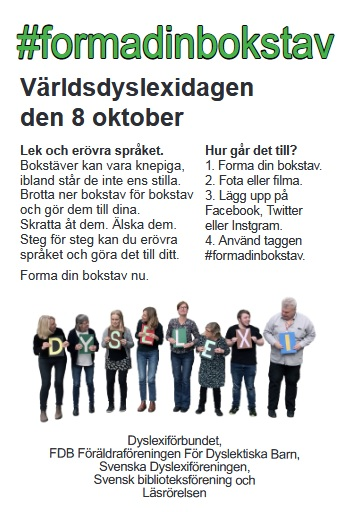 #formadinbokstav
Världsdyslexidagen
den 8 oktober
Lek och erövra språket.
Bokstäver kan vara knepiga,
ibland står de inte ens stilla.
Brotta ner bokstav för bokstav
och gör dem till dina.
Skratta åt dem. Älska dem.
Steg för steg kan du erövra
språket och göra det till ditt.
Forma din bokstav nu.
Hur går det till?
1. Forma din bokstav.
2. Fota eller filma.
3. Lägg upp på
Facebook, Twitter
eller Instgram.
4. Använd taggen
#formadinbokstav.
D Y S L E X I
Dyslexiförbundet,
FDB Föräldraföreningen För Dyslektiska Barn,
Svenska Dyslexiföreningen,
Svensk biblioteksförening och
Läsrörelsen